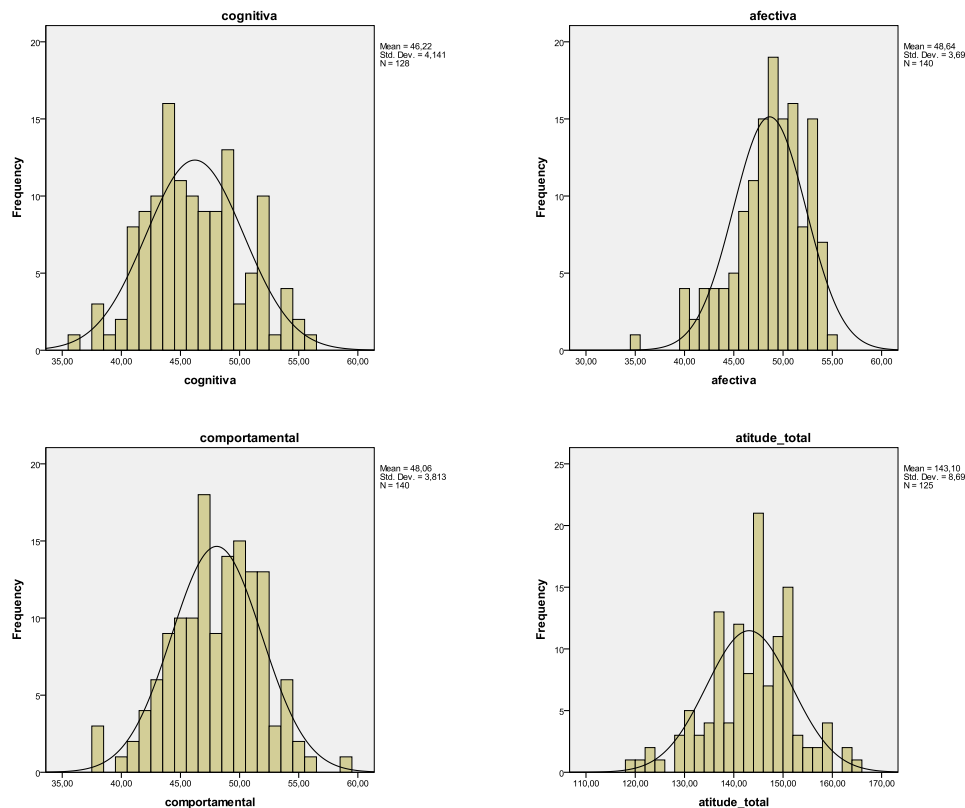 cognitiva
Mean = 46,22
Std. Dev. = 4,141
N = 128
20
15
10
5
0
Frequency
35,00 40,00 45,00 50,00 55,00 60,00
cognitiva
afectiva
Mean = 48,64
Std. Dev. = 3,69
N = 140
20
15
10
5
0
Frequency
30,00 35,00 40,00 45,00 50,00 55,00 60,00
afectiva
comportamental
Mean = 48,06
Std. Dev. = 3,813
N = 140
20
15
10
5
0
Frequency
35,00 40,00 45,00 50,00 55,00 60,00
comportamental
atitude_total
Mean = 143,10
Std. Dev. = 8,69
N = 125
25
20
15
10
5
0
Frequency
110,00 120,00 130,00 140,00 150,00 160,00 170,00
atitude_total